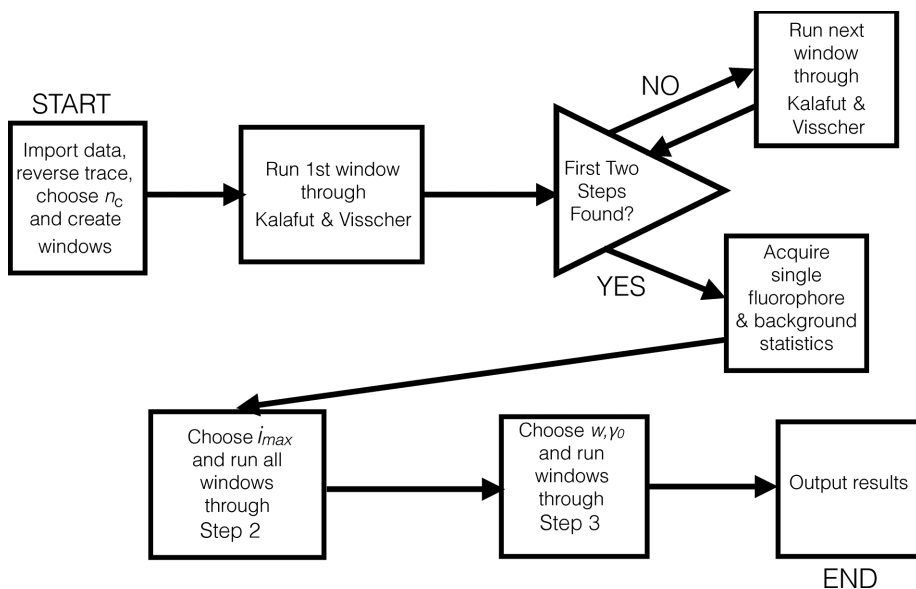 START
Import data,
reverse trace,
choose nc
and create
windows
Run 1st window
through
Kalafut & Visscher
First Two
Steps
Found?
NO
Run next
window
through
Kalafut &
Visscher
YES
Acquire
single
fluorophore
& background
statistics
Choose imax
and run all
windows
through
Step 2
Choose w,γ0
and run
windows
through
Step 3
Output results
END